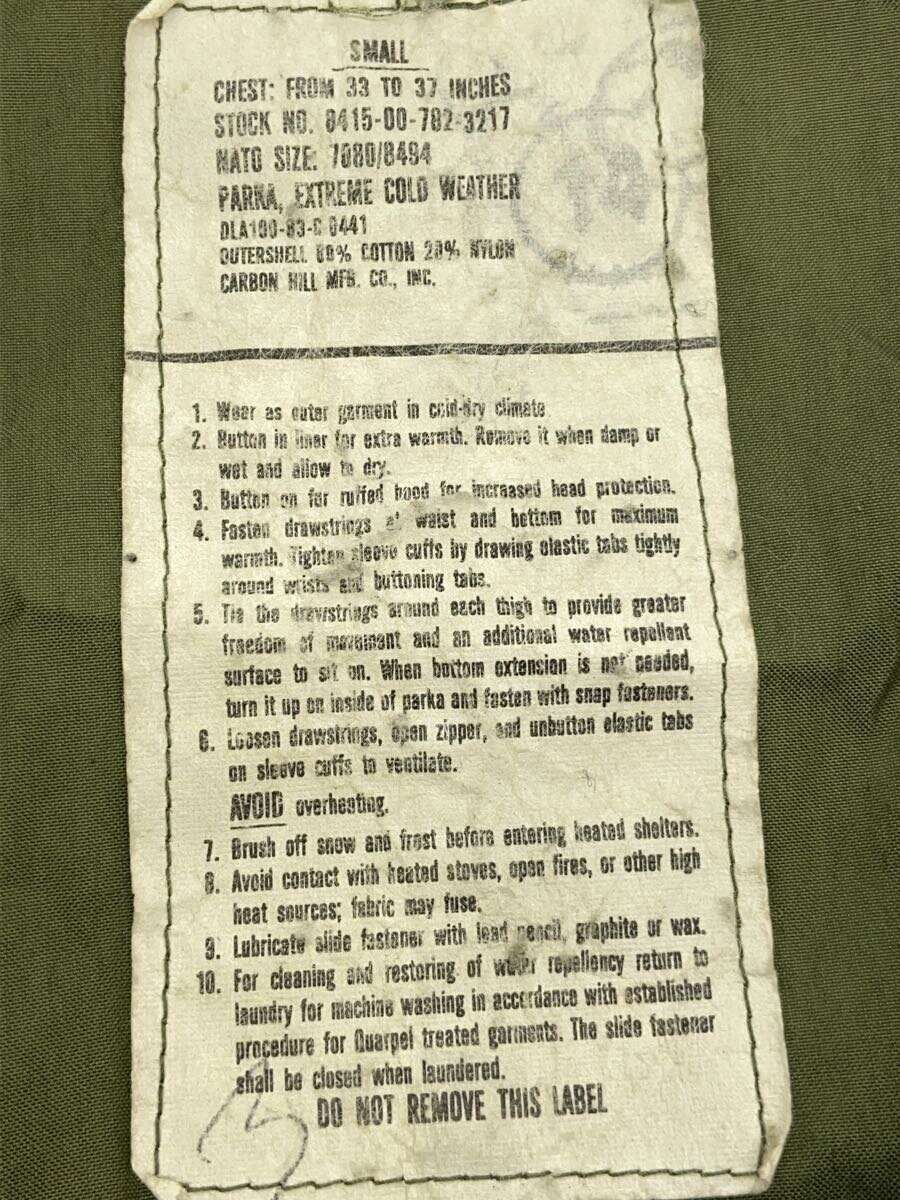 SMALL
CHEST: FROM 33 TO 37 INCHES
STOCK NO. 8415-00-782-3217
NATO SIZE: 7080/8494
PARKA, EXTREME COLD WEATHER
DLA100-83-C 0441
OUTERSHELL 80% COTTON 20% NYLON
CARBON HILL MFG. CO., INC.
14
1. Wear as outer garment in cold-dry climate
2. Button in liner for extra warmth. Remove it when damp or
wet and allow to dry.
3. Button on fur ruffed hood for increased head protection.
4. Fasten drawstrings at waist and bottom for maximum
warmth. Tighten sleeve cuffs by drawing elastic tabs tightly
around wrists and buttoning tabs.
5. Tie the drawstrings around each thigh to provide greater
freedom of movement and an additional water repellent
surface to sit on. When bottom extension is not needed,
turn it up on inside of parka and fasten with snap fasteners.
6. Loosen drawstrings, open zipper, and unbutton elastic tabs
on sleeve cuffs to ventilate.
AVOID overheating.
7. Brush off snow and frost before entering heated shelters.
8. Avoid contact with heated stoves, open fires, or other high
heat sources; fabric may fuse.
9. Lubricate slide fastener with lead pencil, graphite or wax.
10. For cleaning and restoring of water repellency return to
laundry for machine washing in accordance with established
procedure for Quarpel treated garments. The slide fastener
shall be closed when laundered.
DO NOT REMOVE THIS LABEL